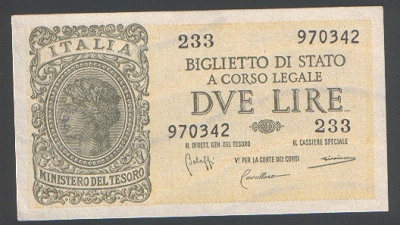 ITALIA
233 970342
BIGLIETTO DI STATO
A CORSO LEGALE
DVE LIRE
970342 233
IL DIRETT. GEN. DEL TESORO IL CASSIERE SPECIALE
Vº PER LA CORTE DEI CONTI
Cavallaro
MINISTERO DEL TESORO